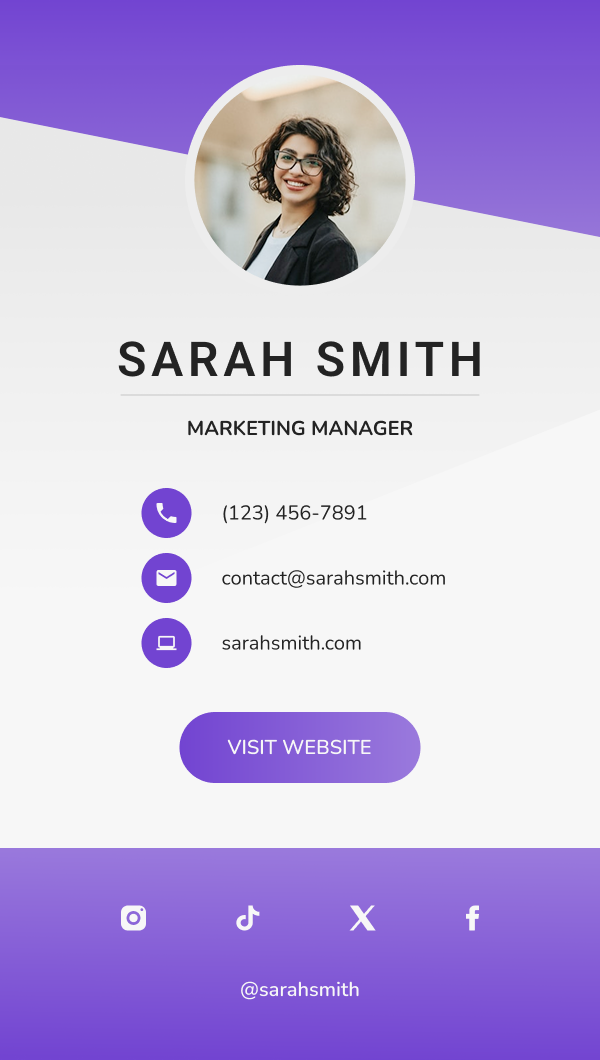 SARAH SMITH
MARKETING MANAGER
(123) 456-7891
contact@sarahsmith.com
sarahsmith.com
VISIT WEBSITE
@sarahsmith